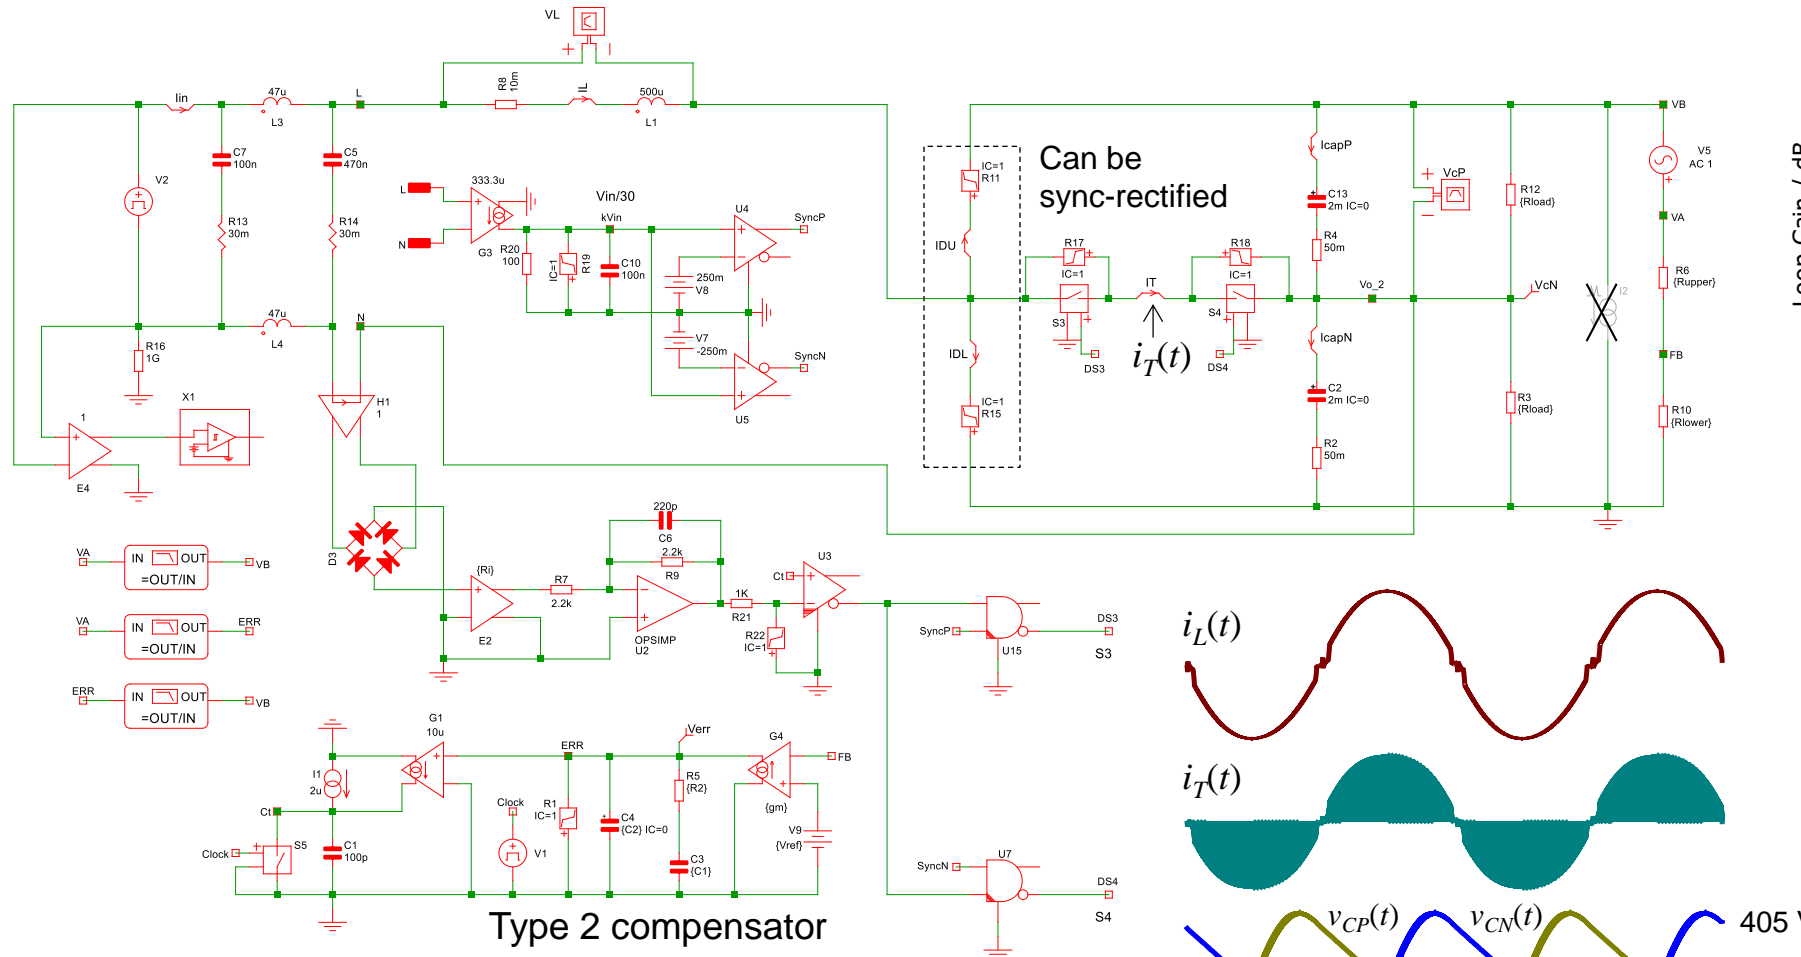 VL
+
R8
10m
IL
500u
L1
Iin
47u
L3
L
C7
100n
C5
470n
V2
R13
30m
R14
30m
47u
L4
N
R16
1G
333.3u
L
N
G3
Vin/30
kVin
R20
100
IC=1
R19
C10
100n
250m
V8
V7
-250m
U4
SyncP
SyncN
U5
H1
1
1
E4
X1
Can be
sync-rectified
IC=1
R11
IDU
IDL
IC=1
R15
R17
IC=1
S3
DS3
IT
iT(t)
R18
IC=1
S4
DS4
IcapP
C13
2m IC=0
R4
50m
Vo_2
IcapN
C2
2m IC=0
R2
50m
VcP
R12
{Rload}
VcN
R3
{Rload}
I2
VB
V5
AC 1
VA
R6
{Rupper}
FB
R10
{Rlower}
Loop Gain / dB
D3
{Ri}
E2
R7
2.2k
220p
C6
2.2k
R9
OPSIMP
U2
1K
R21
R22
IC=1
Ct
U3
SyncP
U15
DS3
S3
SyncN
U7
DS4
S4
VA
IN OUT
=OUT/IN
VB
VA
IN OUT
=OUT/IN
ERR
ERR
IN OUT
=OUT/IN
VB
I1
2u
G1
10u
Ct
Clock
S5
C1
100p
Clock
V1
ERR
R1
IC=1
C4
{C2} IC=0
Verr
R5
{R2}
C3
{C1}
G4
{gm}
FB
V9
{Vref}
Type 2 compensator
iL(t)
iT(t)
vCP(t)
vCN(t)
405 V